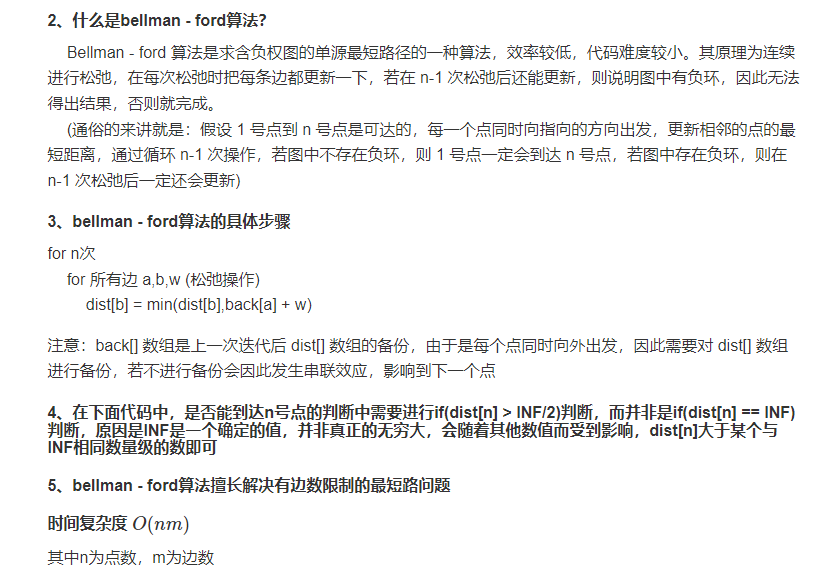 2、什么是bellman - ford算法？
Bellman - ford 算法是求含负权图的单源最短路径的一种算法，效率较低，代码难度较小。其原理为连续
进行松弛，在每次松弛时把每条边都更新一下，若在 n-1 次松弛后还能更新，则说明图中有负环，因此无法
得出结果，否则就完成。
(通俗的来讲就是：假设 1 号点到 n 号点是可达的，每一个点同时向指向的方向出发，更新相邻的点的最
短距离，通过循环 n-1 次操作，若图中不存在负环，则 1 号点一定会到达 n 号点，若图中存在负环，则在
n-1 次松弛后一定还会更新)
3、bellman - ford算法的具体步骤
for n次
for 所有边 a,b,w (松弛操作)
dist[b] = min(dist[b],back[a] + w)
注意：back[] 数组是上一次迭代后 dist[] 数组的备份，由于是每个点同时向外出发，因此需要对 dist[] 数组
进行备份，若不进行备份会因此发生串联效应，影响到下一个点
4、在下面代码中，是否能到达n号点的判断中需要进行if(dist[n] > INF/2)判断，而并非是if(dist[n] == INF)
判断，原因是INF是一个确定的值，并非真正的无穷大，会随着其他数值而受到影响，dist[n]大于某个与
INF相同数量级的数即可
5、bellman - ford算法擅长解决有边数限制的最短路问题
时间复杂度 O(nm)
其中n为点数，m为边数